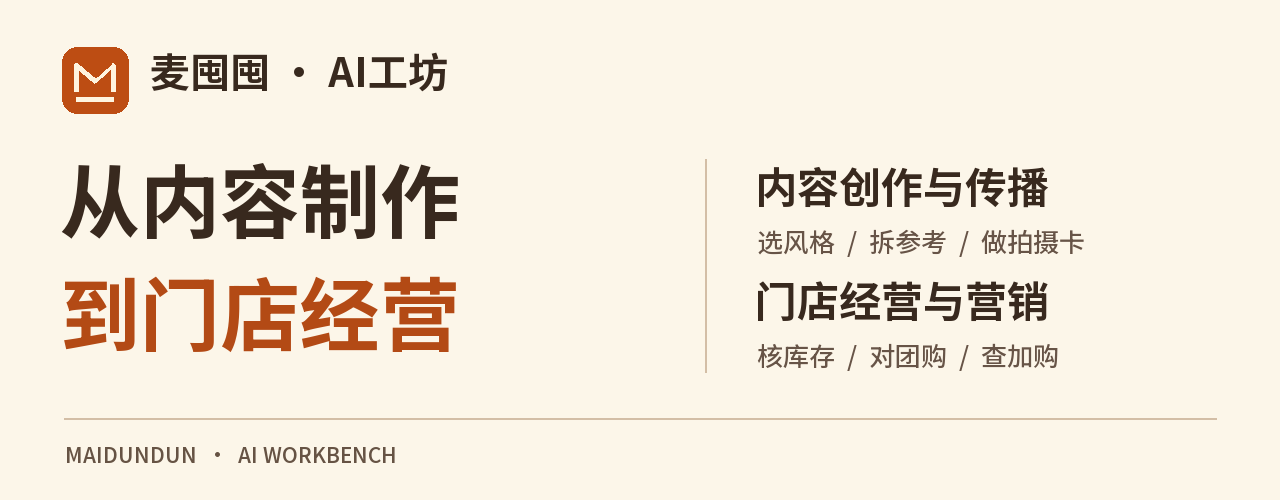 麦囤囤 · AI工坊
从内容制作
到门店经营
内容创作与传播
选风格 / 拆参考 / 做拍摄卡
门店经营与营销
核库存 / 对团购 / 查加购
MAIDUNDUN · AI WORKBENCH